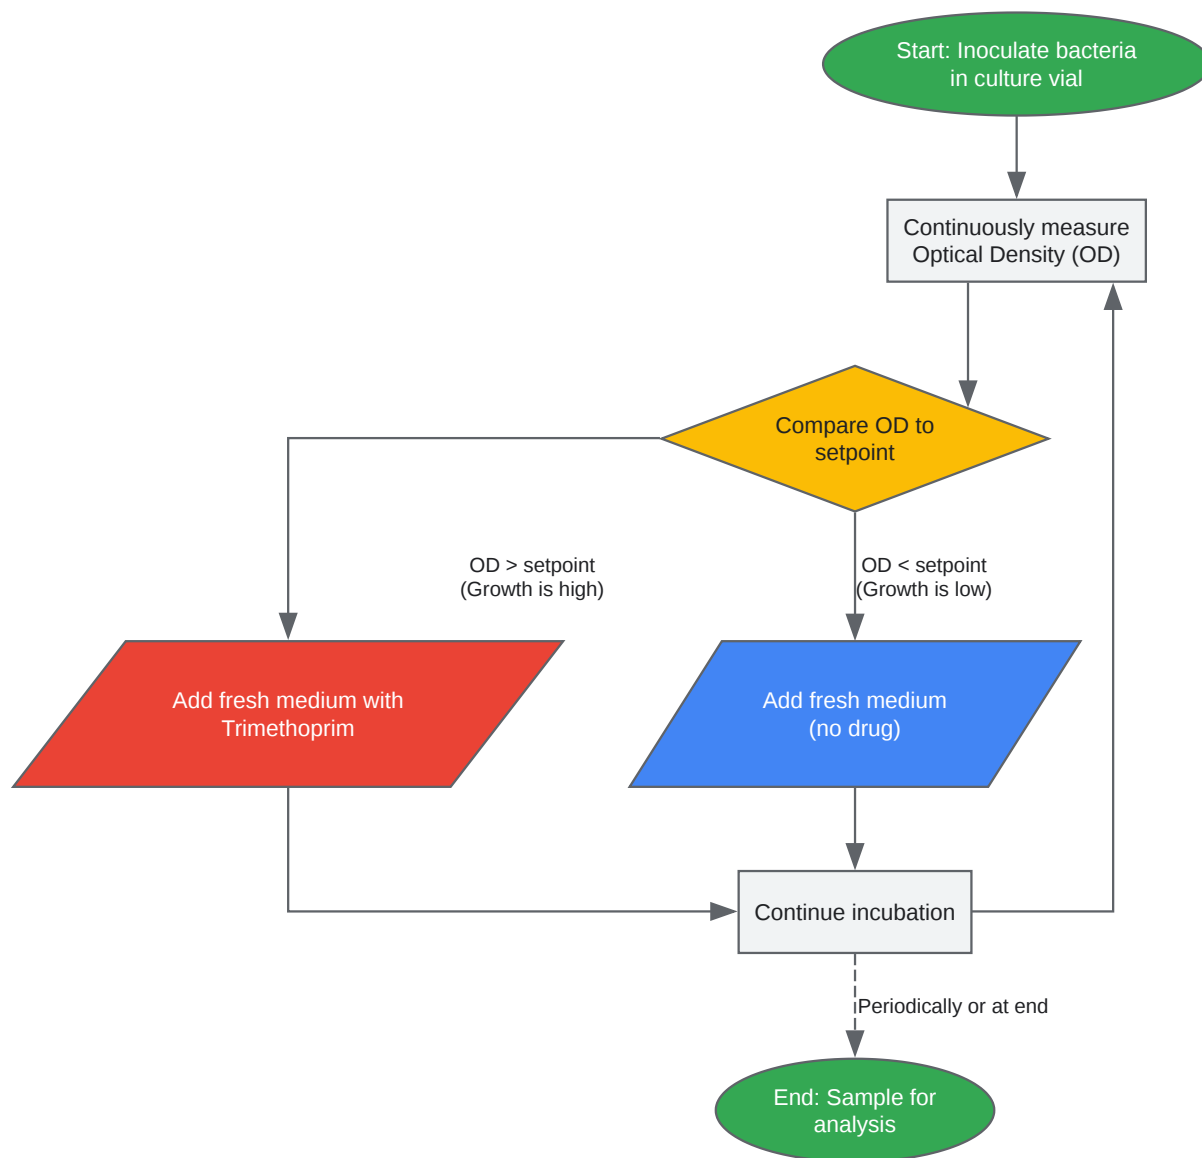 Start: Inoculate bacteria
in culture vial
Continuously measure
Optical Density (OD)
Compare OD to
setpoint
OD > setpoint
(Growth is high)
OD < setpoint
(Growth is low)
Add fresh medium with
Trimethoprim
Add fresh medium
(no drug)
Continue incubation
Periodically or at end
End: Sample for
analysis